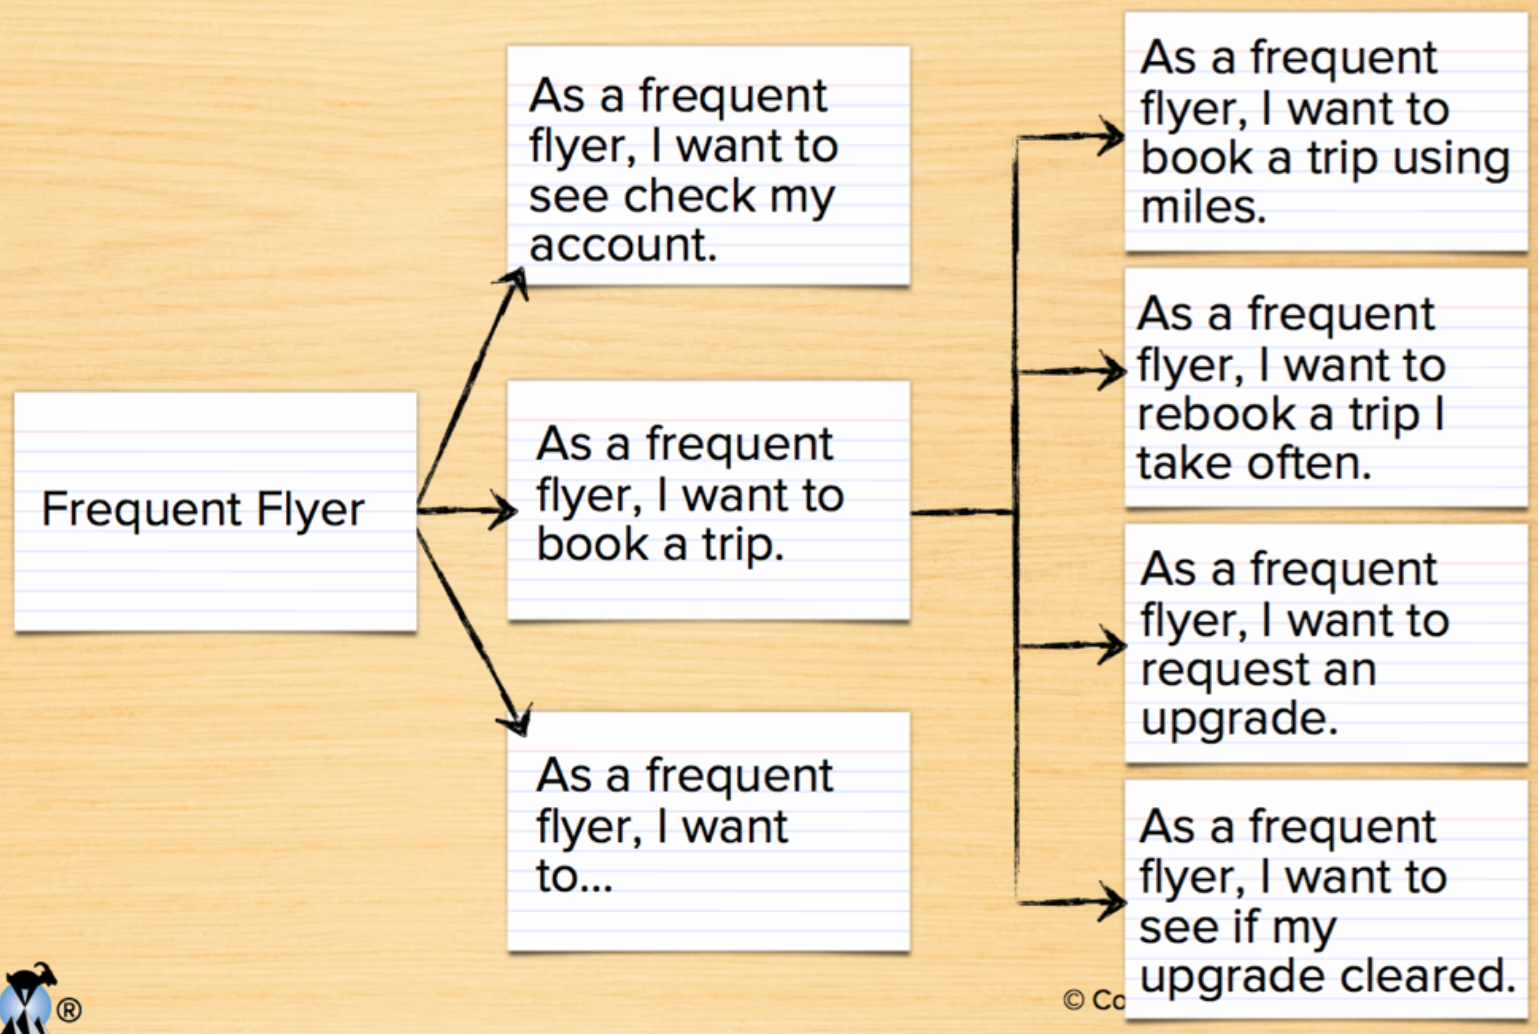 Frequent Flyer
As a frequent
flyer, I want to
see check my
account.
As a frequent
flyer, I want to
book a trip.
As a frequent
flyer, I want
to...
As a frequent
flyer, I want to
book a trip using
miles.
As a frequent
flyer, I want to
rebook a trip I
take often.
As a frequent
flyer, I want to
request an
upgrade.
As a frequent
flyer, I want to
see if my
upgrade cleared.
®
© Co